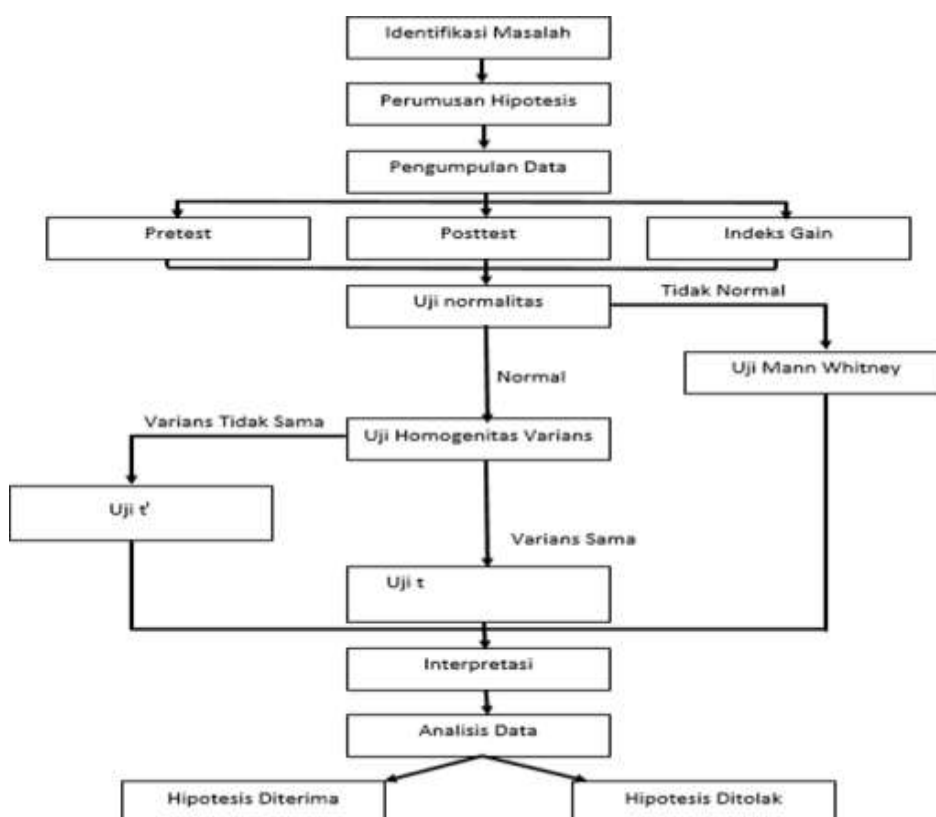 Identifikasi Masalah
Perumusan Hipotesis
Pengumpulan Data
Pretest
Posttest
Indeks Gain
Uji normalitas
Tidak Normal
Uji Mann Whitney
Normal
Varians Tidak Sama
Uji Homogenitas Varians
Uji t'
Varians Sama
Uji t
Interpretasi
Analisis Data
Hipotesis Diterima
Hipotesis Ditolak